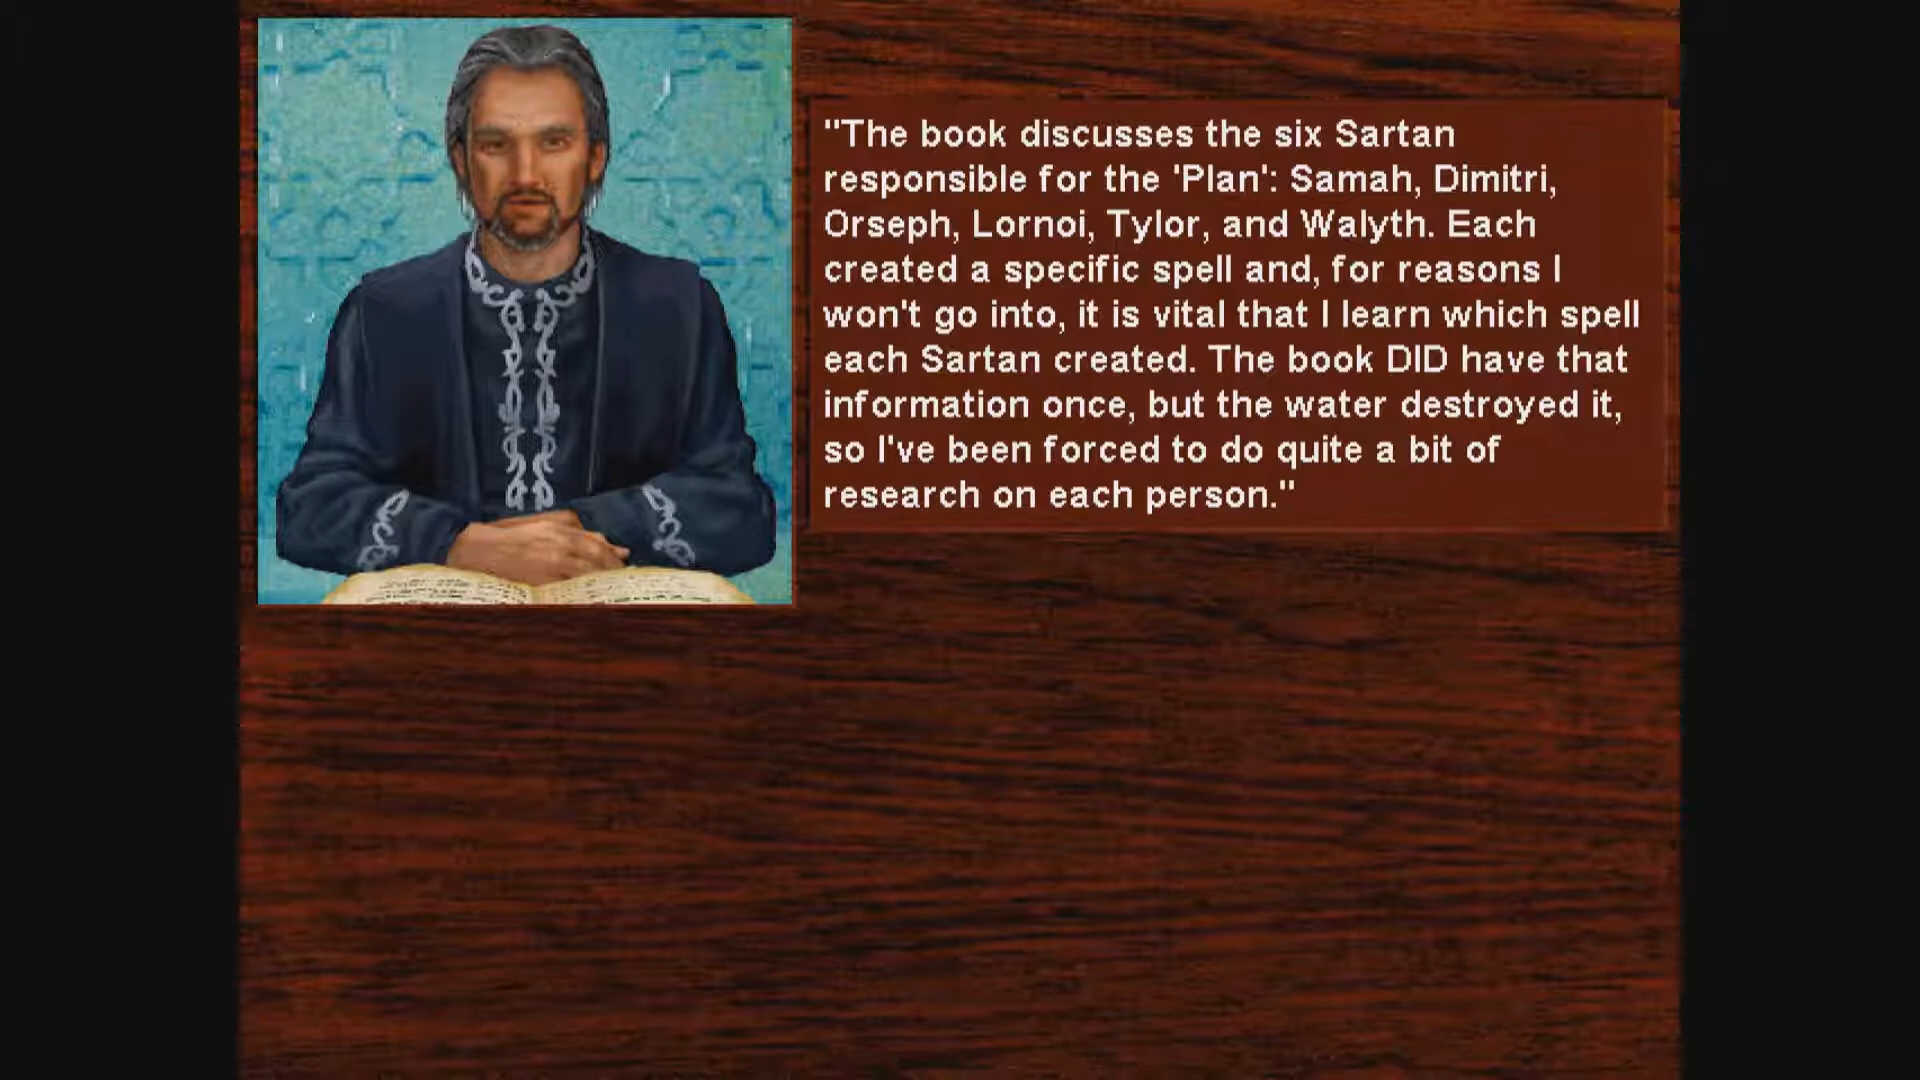 "The book discusses the six Sartan
responsible for the 'Plan': Samah, Dimitri,
Orseph, Lornoi, Tylor, and Walyth. Each
created a specific spell and, for reasons I
won't go into, it is vital that I learn which spell
each Sartan created. The book DID have that
information once, but the water destroyed it,
so I've been forced to do quite a bit of
research on each person."